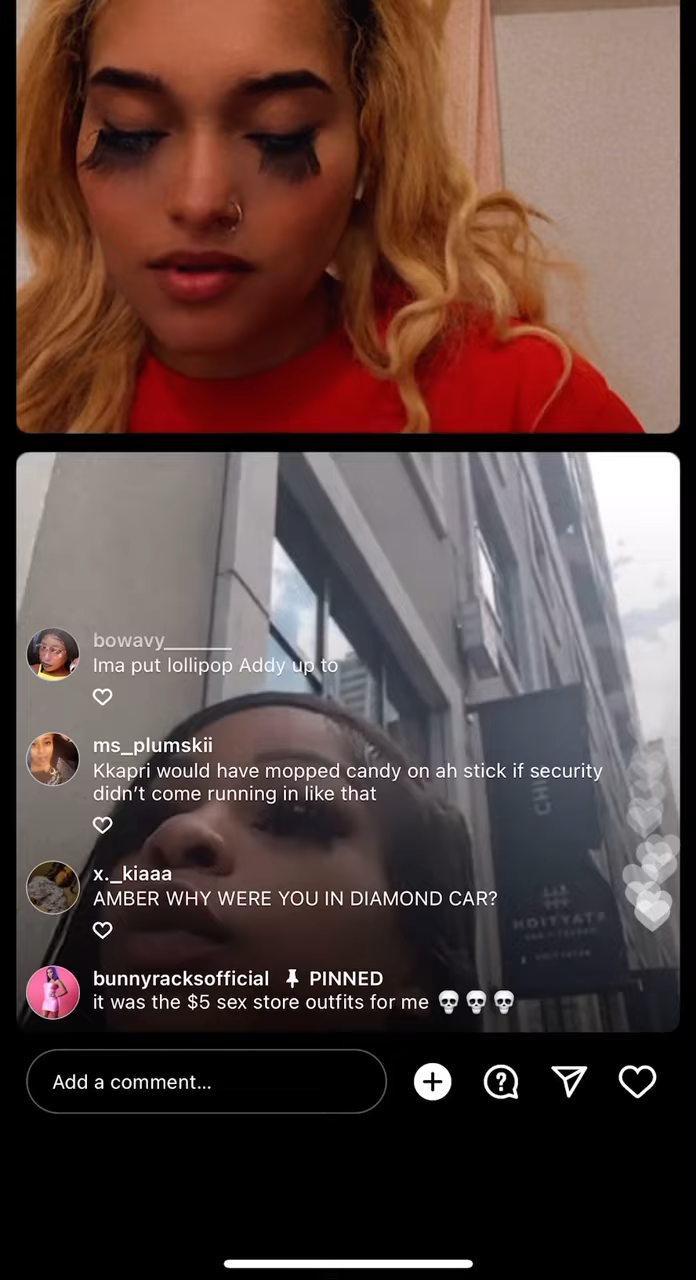 bowavy______
Ima put lollipop Addy up to
ms_plumskii
Kkapri would have mopped candy on ah stick if security
didn’t come running in like that
x._kiaaa
AMBER WHY WERE YOU IN DIAMOND CAR?
bunnyracksofficial PINNED
it was the $5 sex store outfits for me 💀💀💀
Add a comment...